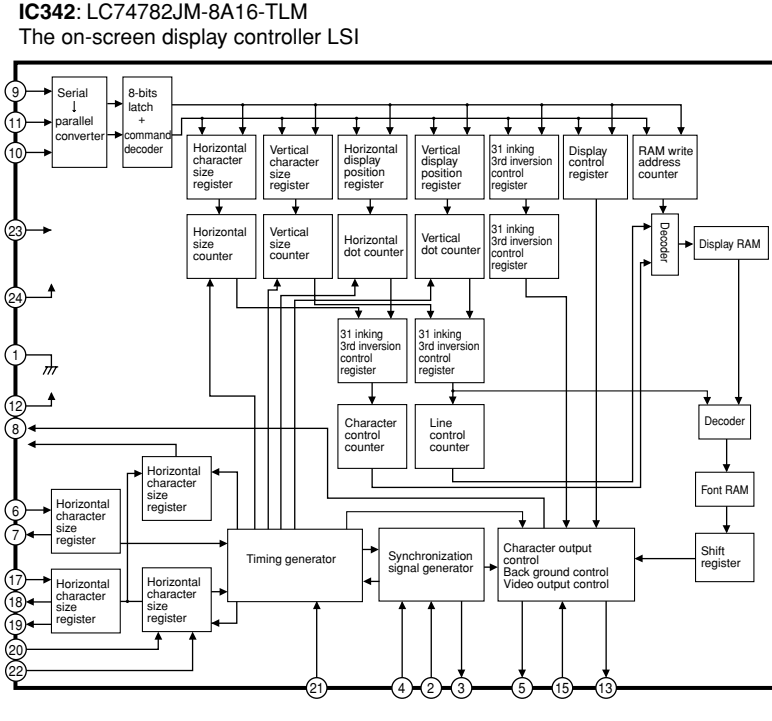 IC342: LC74782JM-8A16-TLM
The on-screen display controller LSI
9
11
10
Serial
↓
parallel
converter
8-bits
latch
+
command
decoder
Horizontal
character
size
register
Vertical
character
size
register
Horizontal
display
position
register
Vertical
display
position
register
31 inking
3rd inversion
control
register
Display
control
register
RAM write
address
counter
23
Horizontal
size
counter
Vertical
size
counter
Horizontal
dot counter
Vertical
dot counter
31 inking
3rd inversion
control
register
Decoder
Display RAM
24
1
12
8
31 inking
3rd inversion
control
register
31 inking
3rd inversion
control
register
Character
control
counter
Line
control
counter
Decoder
Font RAM
Shift
register
6
7
Horizontal
character
size
register
Horizontal
character
size
register
17
18
19
20
22
Horizontal
character
size
register
Horizontal
character
size
register
Timing generator
Synchronization
signal generator
Character output
control
Back ground control
Video output control
21
4
2
3
5
15
13